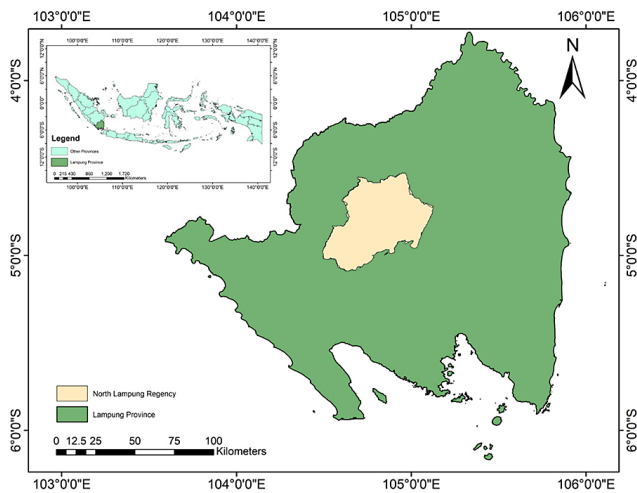 103°0'0"E 104°0'0"E 105°0'0"E 106°0'0"E
100°0'0"E 110°0'0"E 120°0'0"E 130°0'0"E 140°0'0"E
N
4°0'0"S
4°0'0"S
Legend
Other Provinces
Lampung Province
Kilometers
100°0'0"E 110°0'0"E 120°0'0"E 130°0'0"E 140°0'0"E
5°0'0"S
5°0'0"S
North Lampung Regency
Lampung Province
6°0'0"S
6°0'0"S
0 12.5 25 50 75 100
Kilometers
103°0'0"E 104°0'0"E 105°0'0"E 106°0'0"E